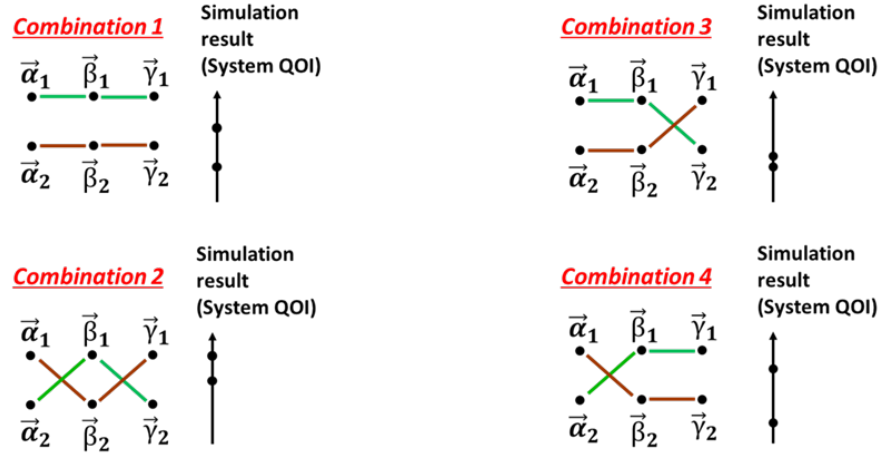 Combination 1
Simulation
result
(System QOI)
α⃗₁ β⃗₁ γ⃗₁
α⃗₂ β⃗₂ γ⃗₂
Combination 3
Simulation
result
(System QOI)
α⃗₁ β⃗₁ γ⃗₁
α⃗₂ β⃗₂ γ⃗₂
Combination 2
Simulation
result
(System QOI)
α⃗₁ β⃗₁ γ⃗₁
α⃗₂ β⃗₂ γ⃗₂
Combination 4
Simulation
result
(System QOI)
α⃗₁ β⃗₁ γ⃗₁
α⃗₂ β⃗₂ γ⃗₂